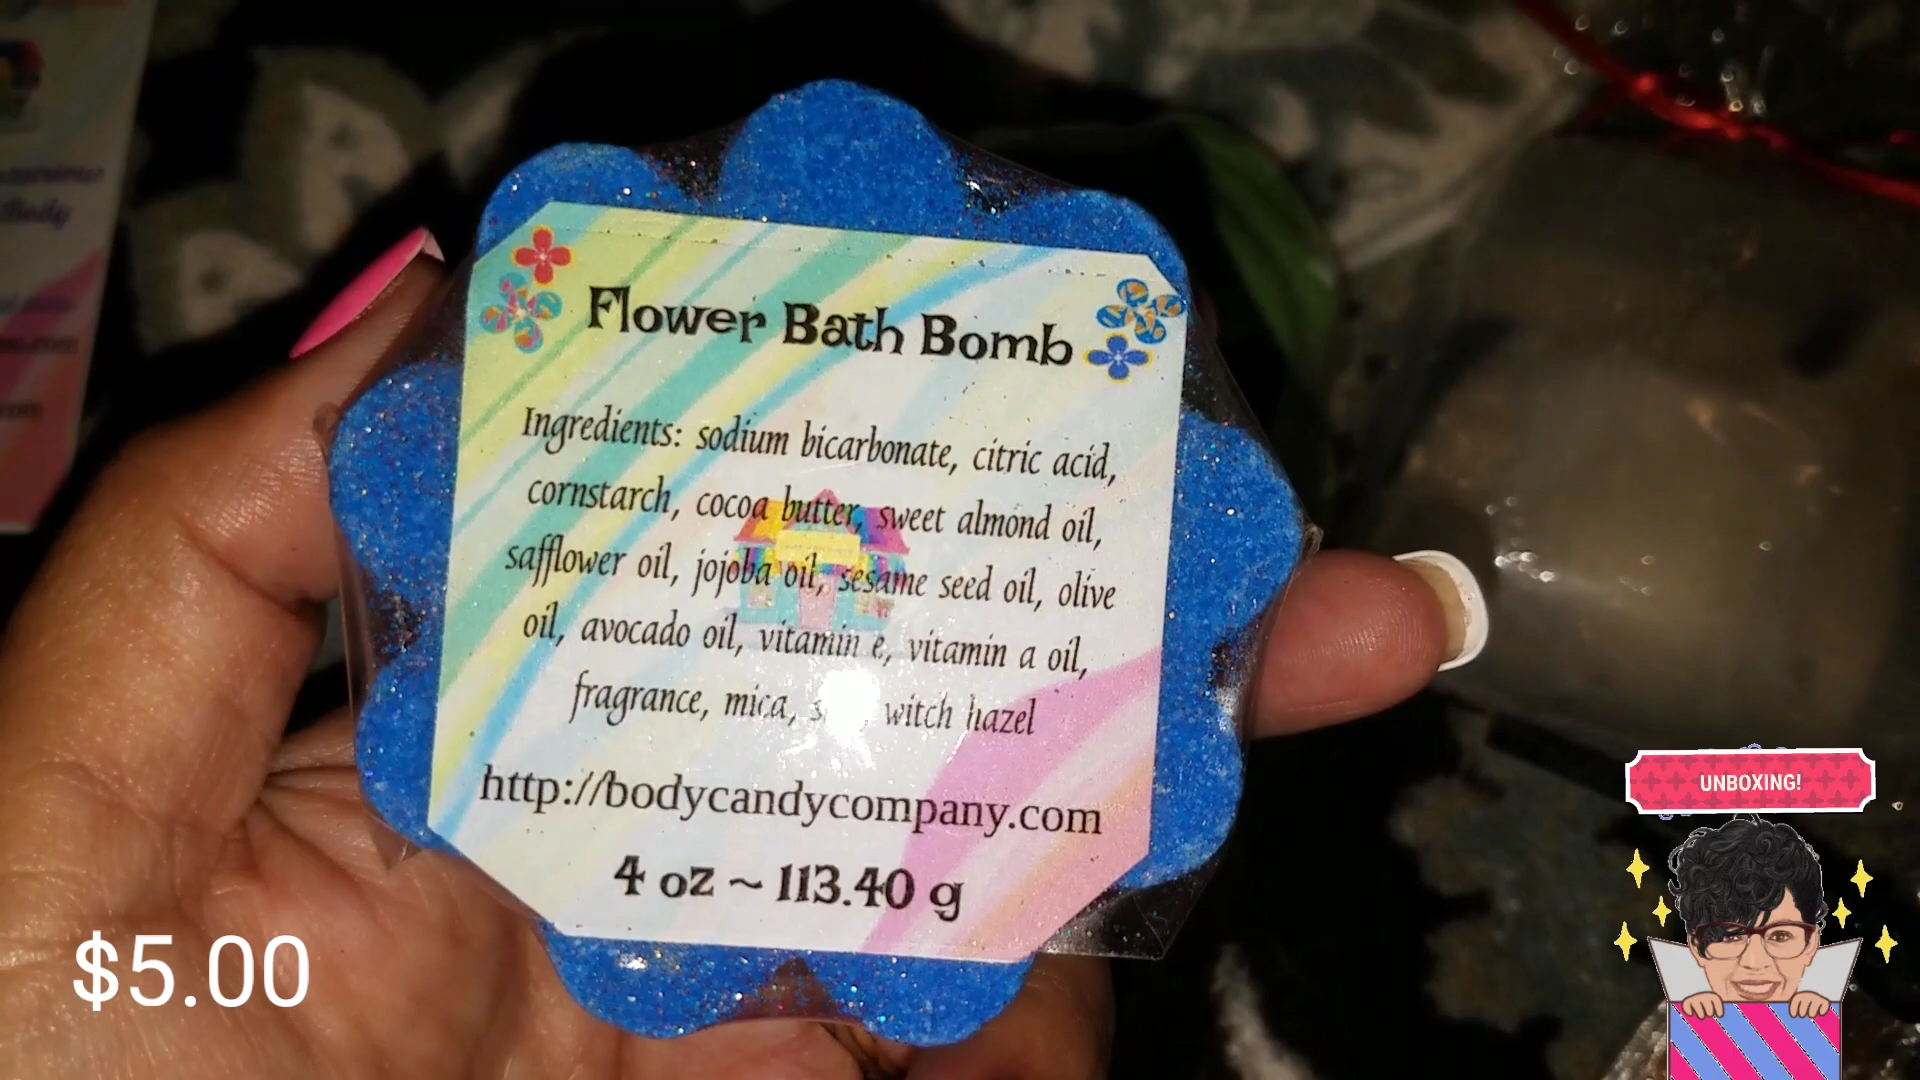 Flower Bath Bomb
Ingredients: sodium bicarbonate, citric acid,
cornstarch, cocoa butter, sweet almond oil,
safflower oil, jojoba oil, sesame seed oil, olive
oil, avocado oil, vitamin e, vitamin a oil,
fragrance, mica, witch hazel
http://bodycandycompany.com
4 oz ~ 113.40 g
$5.00
UNBOXING!
Body